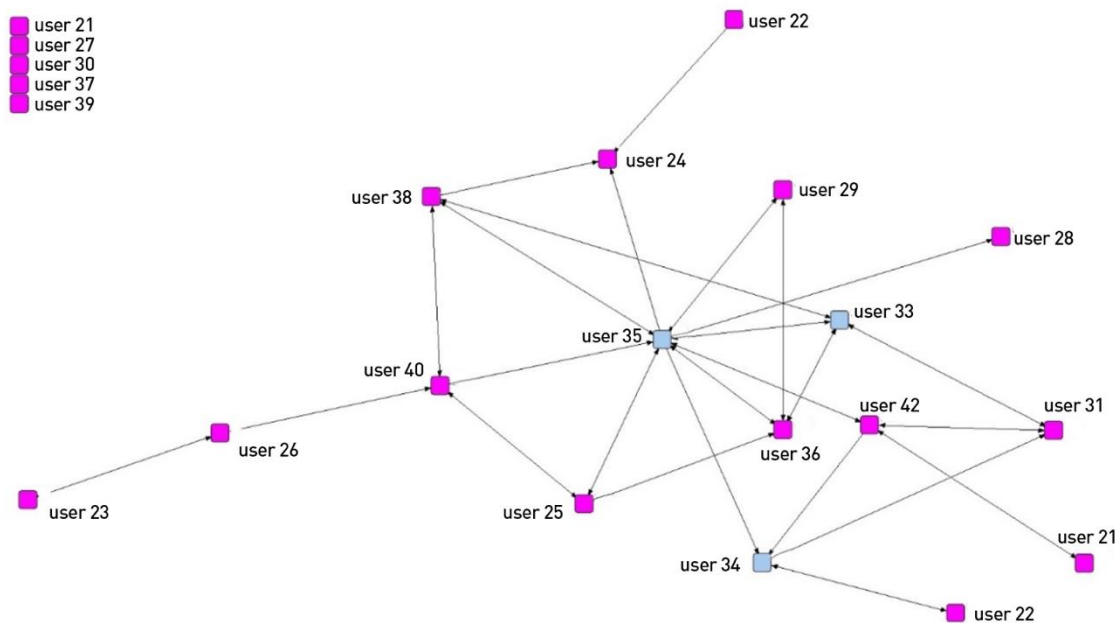 user 21
user 27
user 30
user 37
user 39
user 22
user 24
user 38
user 29
user 28
user 33
user 35
user 40
user 42
user 31
user 26
user 36
user 23
user 25
user 21
user 34
user 22